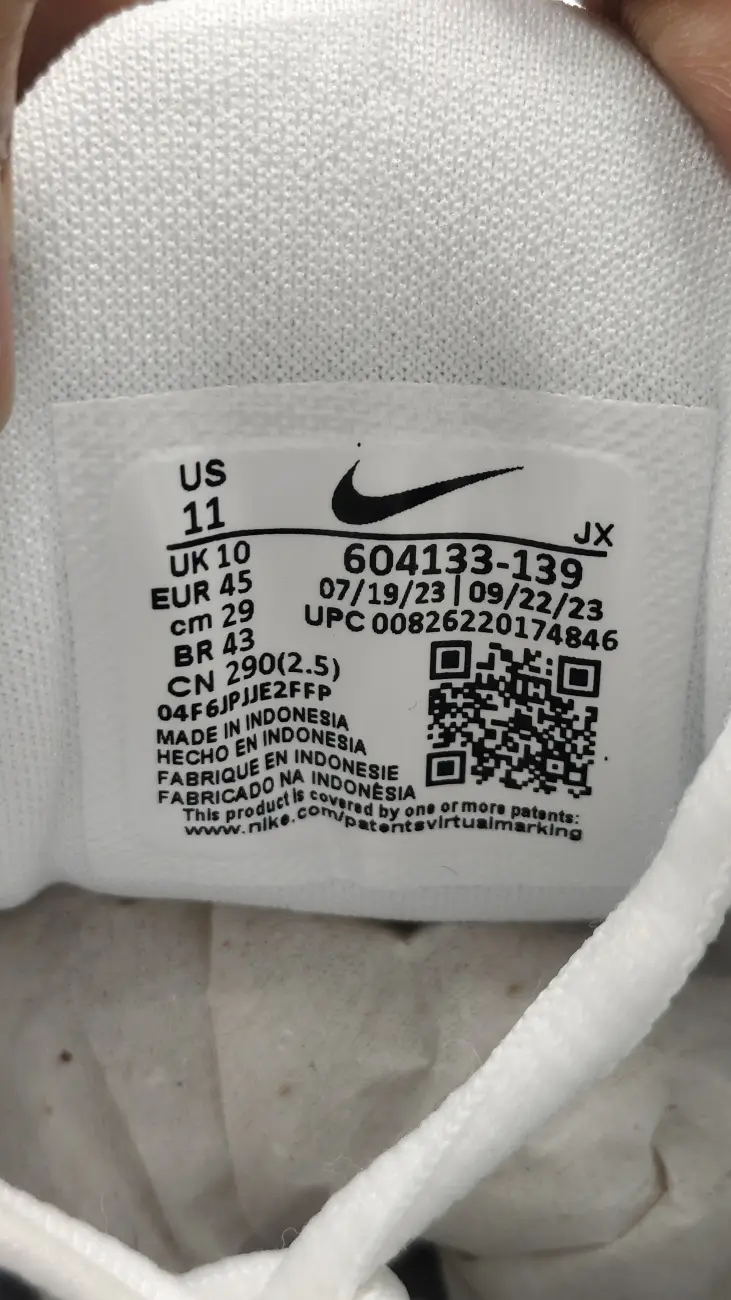 US
11
JX
UK 10
EUR 45
cm 29
BR 43
CN 290(2.5)
604133-139
07/19/23 | 09/22/23
UPC 00826220174846
04F6JPJJE2FFP
MADE IN INDONESIA
HECHO EN INDONESIA
FABRIQUE EN INDONESIE
FABRICADO NA INDONÉSIA
This product is covered by one or more patents:
www.nike.com/patentsvirtualmarking